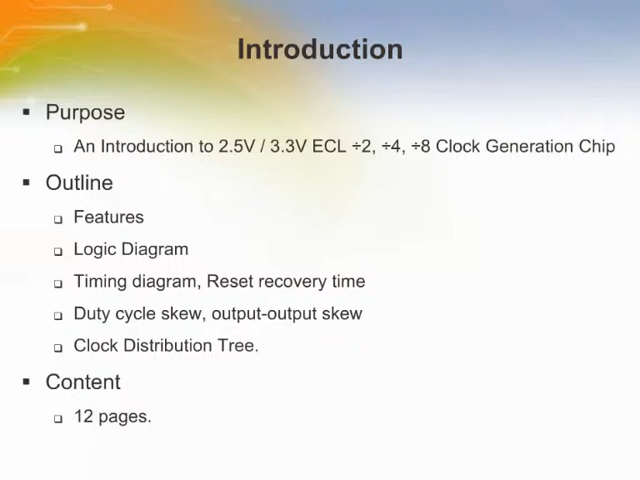 Introduction
Purpose
An Introduction to 2.5V / 3.3V ECL ÷2, ÷4, ÷8 Clock Generation Chip
Outline
Features
Logic Diagram
Timing diagram, Reset recovery time
Duty cycle skew, output-output skew
Clock Distribution Tree.
Content
12 pages.